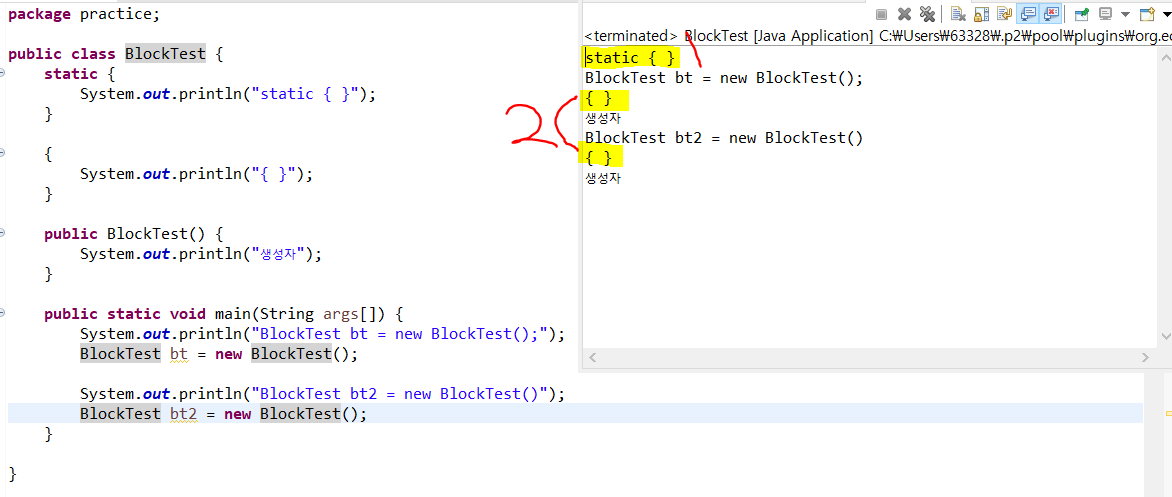 package practice;
public class BlockTest {
static {
System.out.println("static { }");
}
{
System.out.println("{ }");
}
public BlockTest() {
System.out.println("생성자");
}
public static void main(String args[]) {
System.out.println("BlockTest bt = new BlockTest();");
BlockTest bt = new BlockTest();
System.out.println("BlockTest bt2 = new BlockTest()");
BlockTest bt2 = new BlockTest();
}
}
<terminated> BlockTest [Java Application] C:₩Users₩63328₩.p2₩pool₩plugins₩org.ec
static { }
BlockTest bt = new BlockTest();
{ }
생성자
BlockTest bt2 = new BlockTest()
{ }
생성자
2